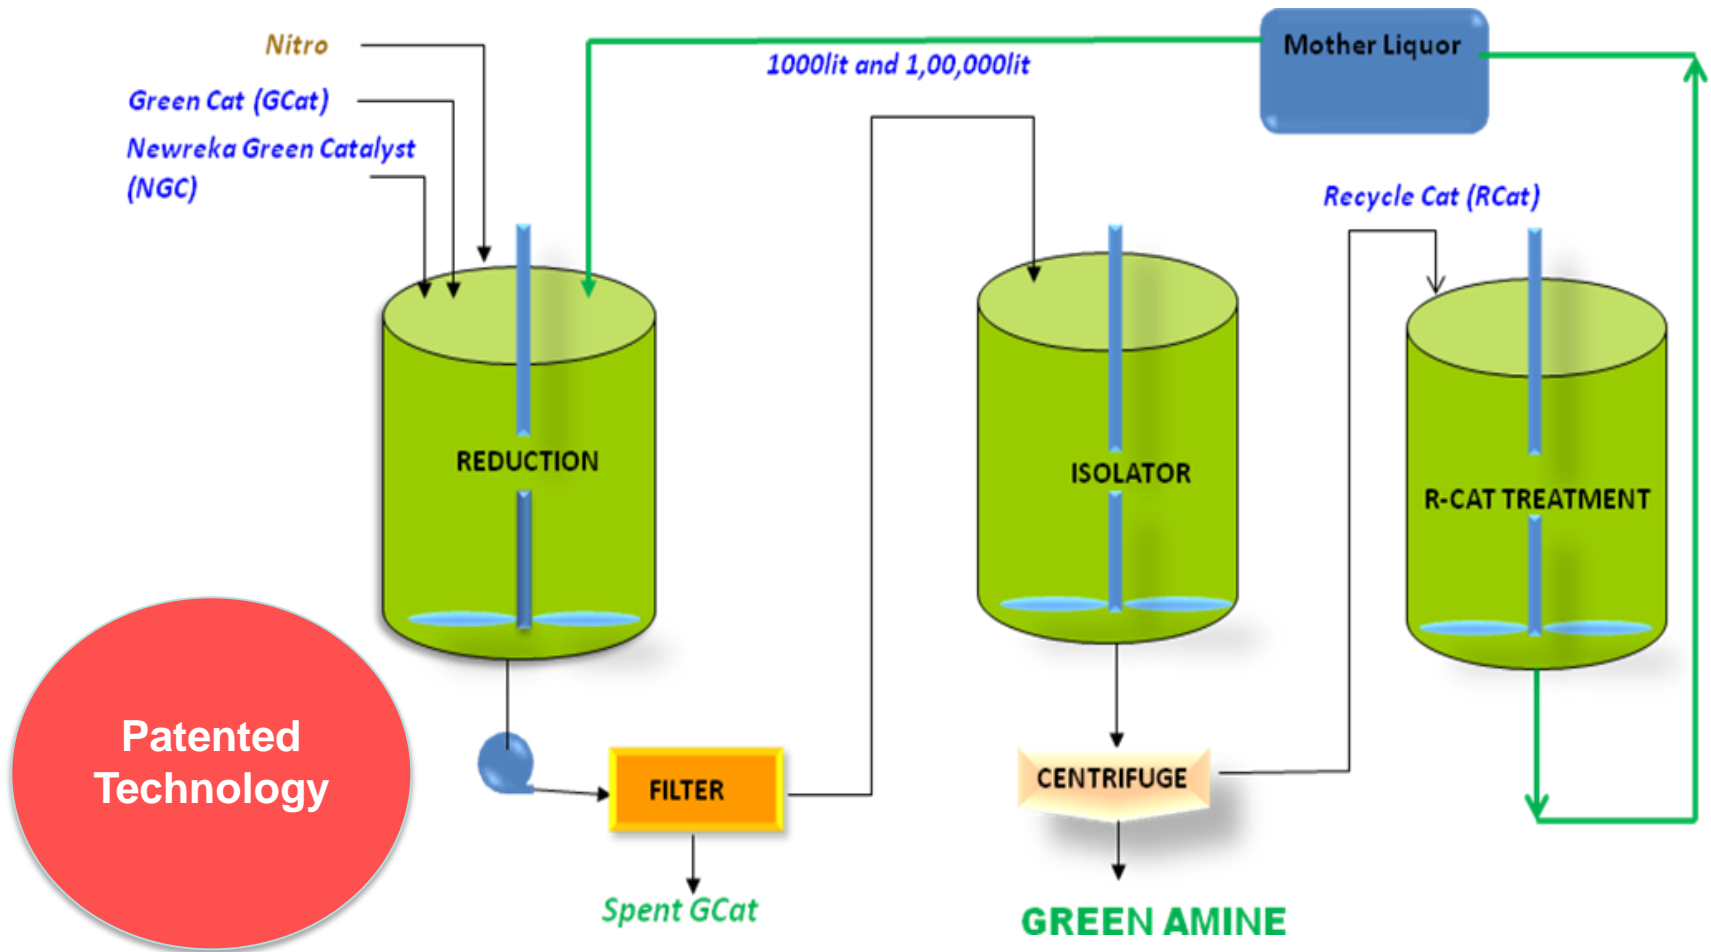 Nitro
Mother Liquor
1000lit and 1,00,000lit
Green Cat (GCat)
Newreka Green Catalyst
(NGC)
Recycle Cat (RCat)
REDUCTION
ISOLATOR
R-CAT TREATMENT
Patented
Technology
FILTER
CENTRIFUGE
Spent GCat
GREEN AMINE